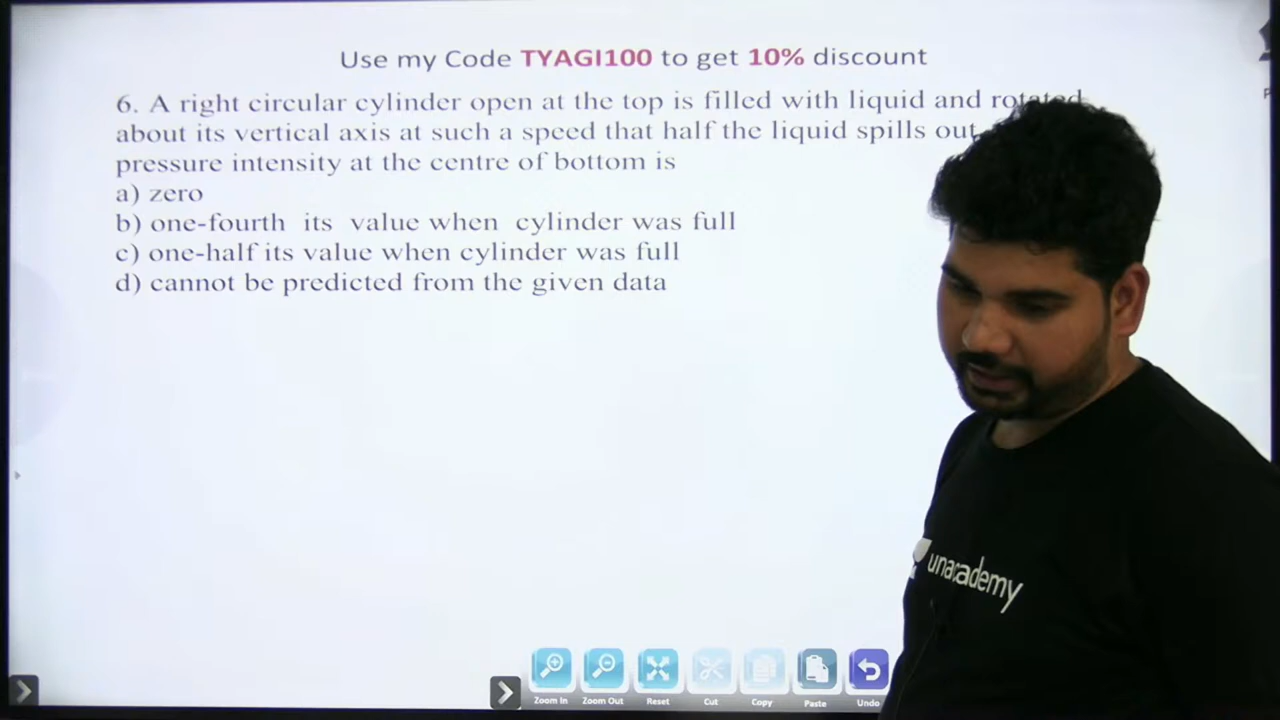 Use my Code TYAGI100 to get 10% discount
6. A right circular cylinder open at the top is filled with liquid and rotated
about its vertical axis at such a speed that half the liquid spills out
pressure intensity at the centre of bottom is
a) zero
b) one-fourth its value when cylinder was full
c) one-half its value when cylinder was full
d) cannot be predicted from the given data
unacademy
Zoom In Zoom Out Reset Cut Copy Paste Undo